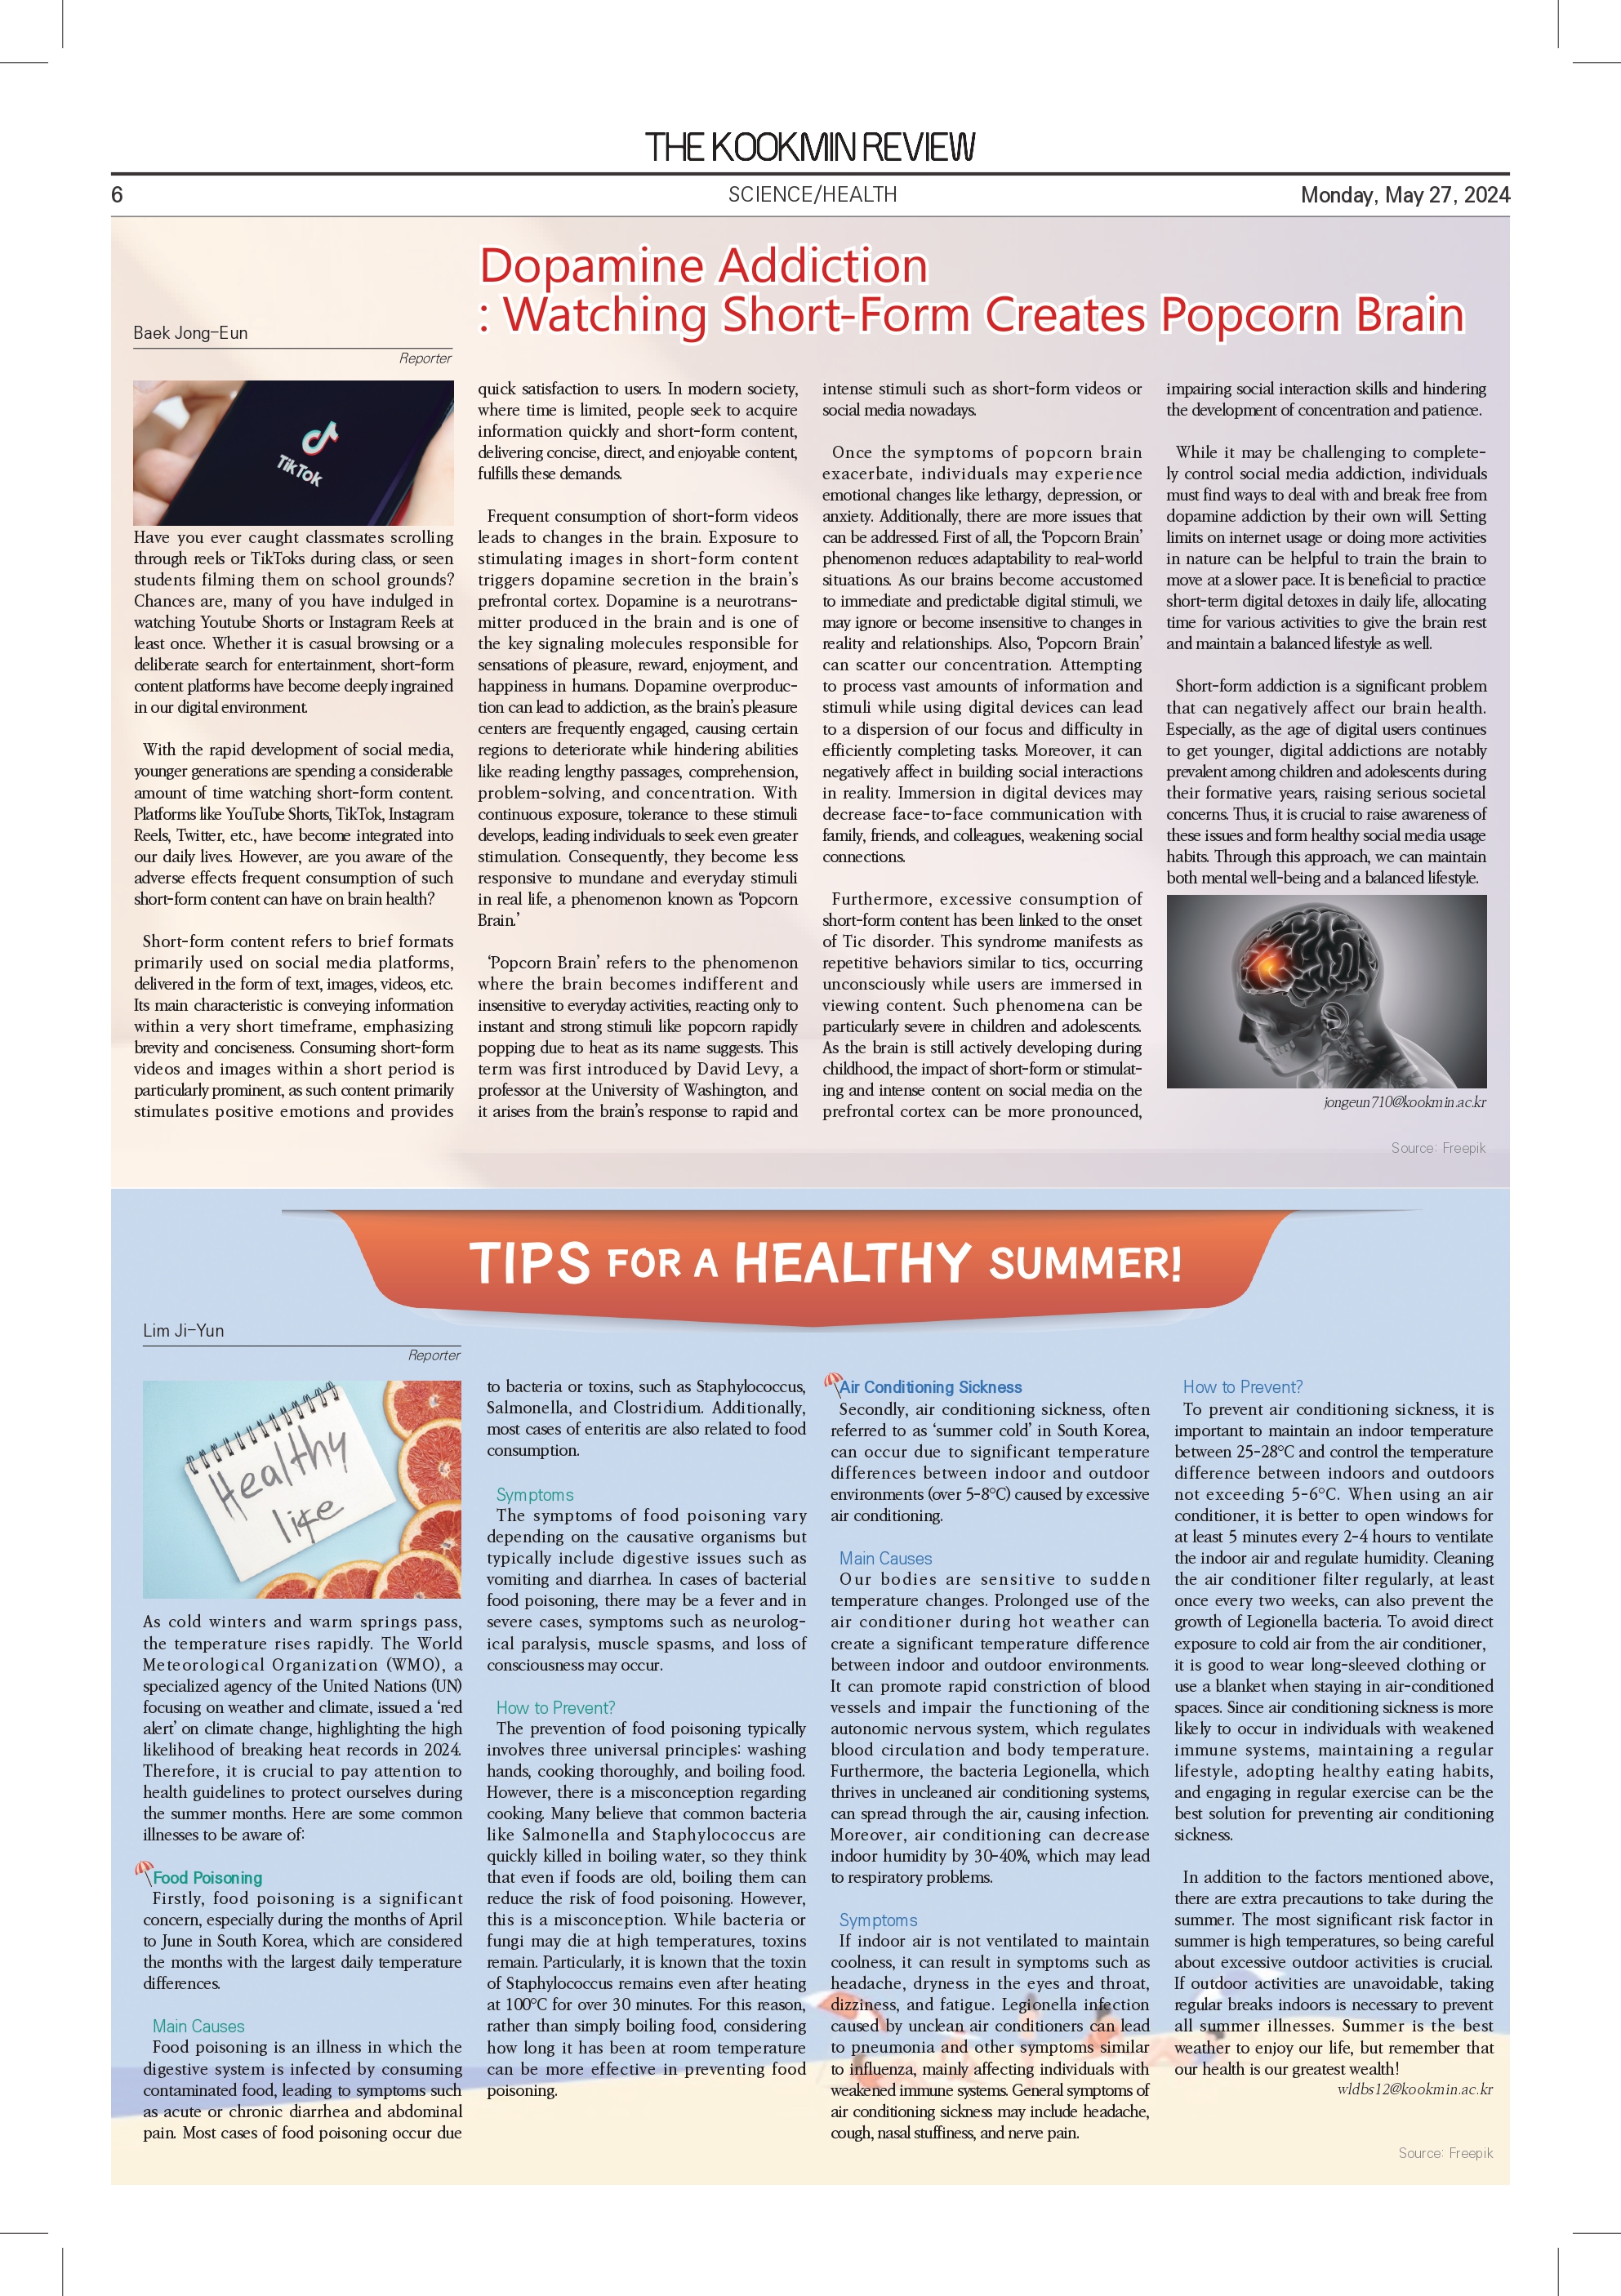 THE KOOKMIN REVIEW
6
SCIENCE/HEALTH
Monday, May 27, 2024
Dopamine Addiction
: Watching Short-Form Creates Popcorn Brain
Baek Jong-Eun
Reporter
TikTok
Have you ever caught classmates scrolling
through reels or TikToks during class, or seen
students filming them on school grounds?
Chances are, many of you have indulged in
watching Youtube Shorts or Instagram Reels at
least once. Whether it is casual browsing or a
deliberate search for entertainment, short-form
content platforms have become deeply ingrained
in our digital environment.
With the rapid development of social media,
younger generations are spending a considerable
amount of time watching short-form content.
Platforms like YouTube Shorts, TikTok, Instagram
Reels, Twitter, etc., have become integrated into
our daily lives. However, are you aware of the
adverse effects frequent consumption of such
short-form content can have on brain health?
Short-form content refers to brief formats
primarily used on social media platforms,
delivered in the form of text, images, videos, etc.
Its main characteristic is conveying information
within a very short timeframe, emphasizing
brevity and conciseness. Consuming short-form
videos and images within a short period is
particularly prominent, as such content primarily
stimulates positive emotions and provides
quick satisfaction to users. In modern society,
where time is limited, people seek to acquire
information quickly and short-form content,
delivering concise, direct, and enjoyable content,
fulfills these demands.
Frequent consumption of short-form videos
leads to changes in the brain. Exposure to
stimulating images in short-form content
triggers dopamine secretion in the brain's
prefrontal cortex. Dopamine is a neurotrans-
mitter produced in the brain and is one of
the key signaling molecules responsible for
sensations of pleasure, reward, enjoyment, and
happiness in humans. Dopamine overproduc-
tion can lead to addiction, as the brain's pleasure
centers are frequently engaged, causing certain
regions to deteriorate while hindering abilities
like reading lengthy passages, comprehension,
problem-solving, and concentration. With
continuous exposure, tolerance to these stimuli
develops, leading individuals to seek even greater
stimulation. Consequently, they become less
responsive to mundane and everyday stimuli
in real life, a phenomenon known as 'Popcorn
Brain.'
'Popcorn Brain' refers to the phenomenon
where the brain becomes indifferent and
insensitive to everyday activities, reacting only to
instant and strong stimuli like popcorn rapidly
popping due to heat as its name suggests. This
term was first introduced by David Levy, a
professor at the University of Washington, and
it arises from the brain's response to rapid and
intense stimuli such as short-form videos or
social media nowadays.
Once the symptoms of popcorn brain
exacerbate, individuals may experience
emotional changes like lethargy, depression, or
anxiety. Additionally, there are more issues that
can be addressed. First of all, the 'Popcorn Brain'
phenomenon reduces adaptability to real-world
situations. As our brains become accustomed
to immediate and predictable digital stimuli, we
may ignore or become insensitive to changes in
reality and relationships. Also, 'Popcorn Brain'
can scatter our concentration. Attempting
to process vast amounts of information and
stimuli while using digital devices can lead
to a dispersion of our focus and difficulty in
efficiently completing tasks. Moreover, it can
negatively affect in building social interactions
in reality. Immersion in digital devices may
decrease face-to-face communication with
family, friends, and colleagues, weakening social
connections.
Furthermore, excessive consumption of
short-form content has been linked to the onset
of Tic disorder. This syndrome manifests as
repetitive behaviors similar to tics, occurring
unconsciously while users are immersed in
viewing content. Such phenomena can be
particularly severe in children and adolescents.
As the brain is still actively developing during
childhood, the impact of short-form or stimulat-
ing and intense content on social media on the
prefrontal cortex can be more pronounced,
impairing social interaction skills and hindering
the development of concentration and patience.
While it may be challenging to complete-
ly control social media addiction, individuals
must find ways to deal with and break free from
dopamine addiction by their own will. Setting
limits on internet usage or doing more activities
in nature can be helpful to train the brain to
move at a slower pace. It is beneficial to practice
short-term digital detoxes in daily life, allocating
time for various activities to give the brain rest
and maintain a balanced lifestyle as well.
Short-form addiction is a significant problem
that can negatively affect our brain health.
Especially, as the age of digital users continues
to get younger, digital addictions are notably
prevalent among children and adolescents during
their formative years, raising serious societal
concerns. Thus, it is crucial to raise awareness of
these issues and form healthy social media usage
habits. Through this approach, we can maintain
both mental well-being and a balanced lifestyle.
jongeun710@kookmin.ac.kr
Source: Freepik
TIPS FOR A HEALTHY SUMMER!
Lim Ji-Yun
Reporter
Healthy
life
As cold winters and warm springs pass,
the temperature rises rapidly. The World
Meteorological Organization (WMO), a
specialized agency of the United Nations (UN)
focusing on weather and climate, issued a 'red
alert' on climate change, highlighting the high
likelihood of breaking heat records in 2024.
Therefore, it is crucial to pay attention to
health guidelines to protect ourselves during
the summer months. Here are some common
illnesses to be aware of:
Food Poisoning
Firstly, food poisoning is a significant
concern, especially during the months of April
to June in South Korea, which are considered
the months with the largest daily temperature
differences.
Main Causes
Food poisoning is an illness in which the
digestive system is infected by consuming
contaminated food, leading to symptoms such
as acute or chronic diarrhea and abdominal
pain. Most cases of food poisoning occur due
to bacteria or toxins, such as Staphylococcus,
Salmonella, and Clostridium. Additionally,
most cases of enteritis are also related to food
consumption.
Symptoms
The symptoms of food poisoning vary
depending on the causative organisms but
typically include digestive issues such as
vomiting and diarrhea. In cases of bacterial
food poisoning, there may be a fever and in
severe cases, symptoms such as neurolog-
ical paralysis, muscle spasms, and loss of
consciousness may occur.
How to Prevent?
The prevention of food poisoning typically
involves three universal principles: washing
hands, cooking thoroughly, and boiling food.
However, there is a misconception regarding
cooking. Many believe that common bacteria
like Salmonella and Staphylococcus are
quickly killed in boiling water, so they think
that even if foods are old, boiling them can
reduce the risk of food poisoning. However,
this is a misconception. While bacteria or
fungi may die at high temperatures, toxins
remain. Particularly, it is known that the toxin
of Staphylococcus remains even after heating
at 100°C for over 30 minutes. For this reason,
rather than simply boiling food, considering
how long it has been at room temperature
can be more effective in preventing food
poisoning.
Air Conditioning Sickness
Secondly, air conditioning sickness, often
referred to as 'summer cold' in South Korea,
can occur due to significant temperature
differences between indoor and outdoor
environments (over 5-8°C) caused by excessive
air conditioning.
Main Causes
Our bodies are sensitive to sudden
temperature changes. Prolonged use of the
air conditioner during hot weather can
create a significant temperature difference
between indoor and outdoor environments.
It can promote rapid constriction of blood
vessels and impair the functioning of the
autonomic nervous system, which regulates
blood circulation and body temperature.
Furthermore, the bacteria Legionella, which
thrives in uncleaned air conditioning systems,
can spread through the air, causing infection.
Moreover, air conditioning can decrease
indoor humidity by 30-40%, which may lead
to respiratory problems.
Symptoms
If indoor air is not ventilated to maintain
coolness, it can result in symptoms such as
headache, dryness in the eyes and throat,
dizziness, and fatigue. Legionella infection
caused by unclean air conditioners can lead
to pneumonia and other symptoms similar
to influenza, mainly affecting individuals with
weakened immune systems. General symptoms of
air conditioning sickness may include headache,
cough, nasal stuffiness, and nerve pain.
How to Prevent?
To prevent air conditioning sickness, it is
important to maintain an indoor temperature
between 25-28°C and control the temperature
difference between indoors and outdoors
not exceeding 5-6°C. When using an air
conditioner, it is better to open windows for
at least 5 minutes every 2-4 hours to ventilate
the indoor air and regulate humidity. Cleaning
the air conditioner filter regularly, at least
once every two weeks, can also prevent the
growth of Legionella bacteria. To avoid direct
exposure to cold air from the air conditioner,
it is good to wear long-sleeved clothing or
use a blanket when staying in air-conditioned
spaces. Since air conditioning sickness is more
likely to occur in individuals with weakened
immune systems, maintaining a regular
lifestyle, adopting healthy eating habits,
and engaging in regular exercise can be the
best solution for preventing air conditioning
sickness.
In addition to the factors mentioned above,
there are extra precautions to take during the
summer. The most significant risk factor in
summer is high temperatures, so being careful
about excessive outdoor activities is crucial.
If outdoor activities are unavoidable, taking
regular breaks indoors is necessary to prevent
all summer illnesses. Summer is the best
weather to enjoy our life, but remember that
our health is our greatest wealth!
wldbs12@kookmin.ac.kr
Source: Freepik